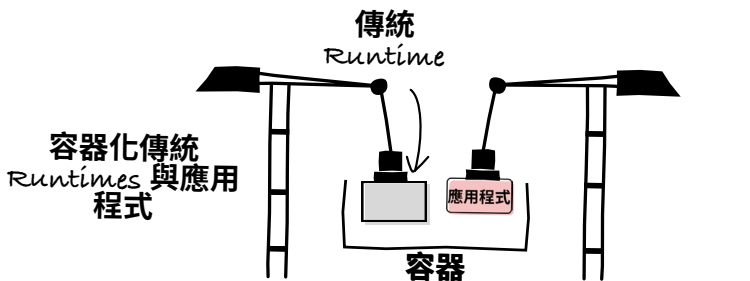 傳統
Runtime
容器化傳統
Runtimes 與應用
程式
應用程式
容器